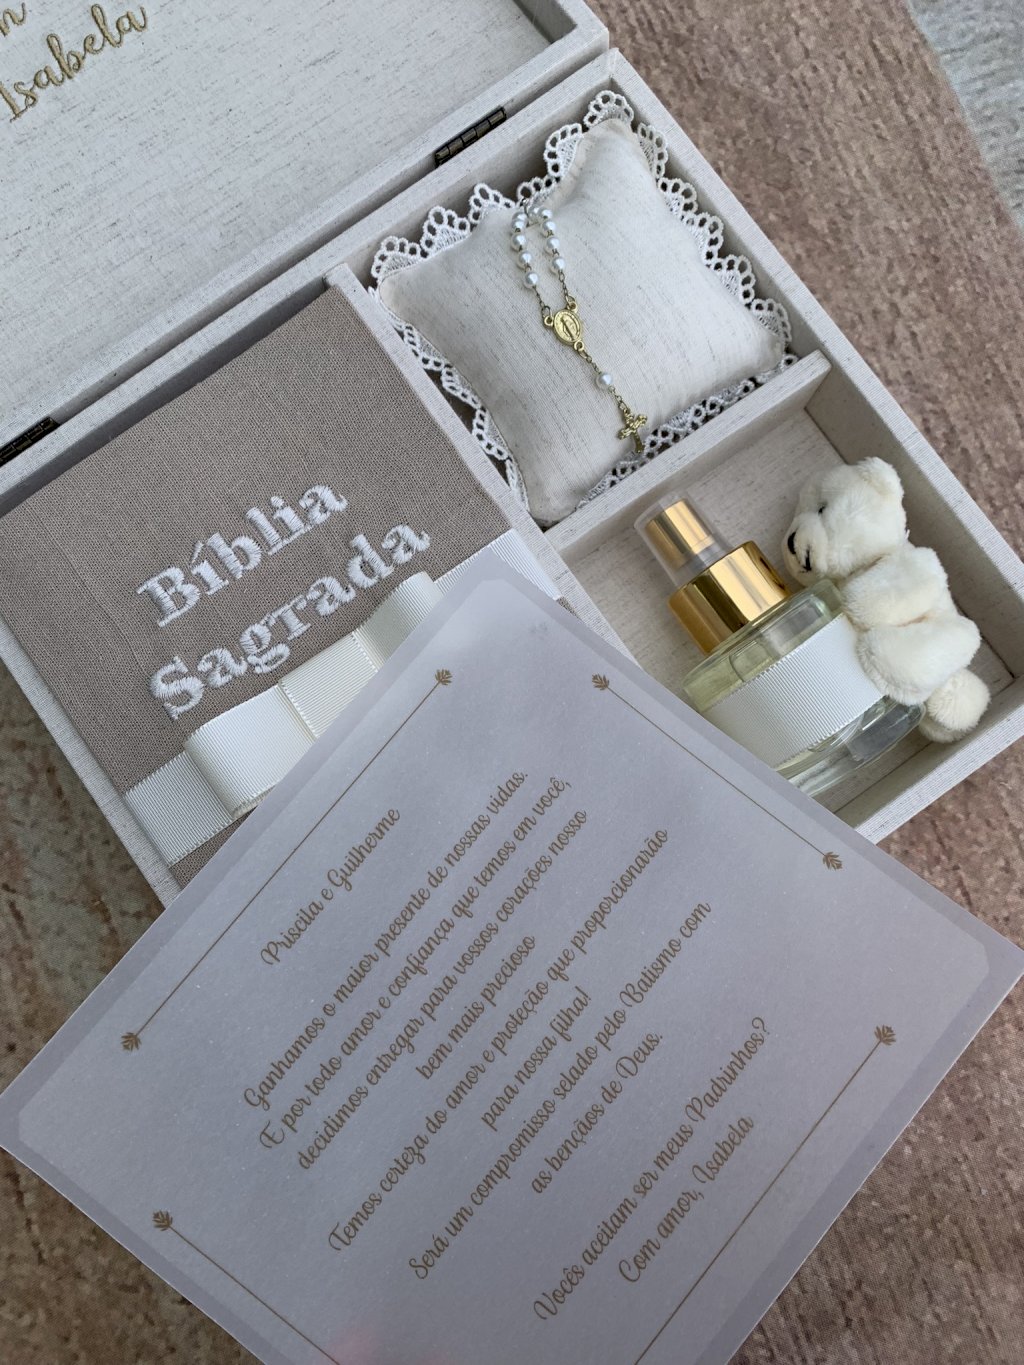 Isabela
Bíblia
Sagrada
Priscila e Guilherme
Ganhamos o maior presente de nossas vidas.
E por todo amor e confiança que temos em você,
decidimos entregar para vossos corações nosso
bem mais precioso
Temos certeza do amor e proteção que proporcionarão
para nossa filha!
Será um compromisso selado pelo Batismo com
as bençãos de Deus.
Vocês aceitam ser meus Padrinhos?
Com amor, Isabela